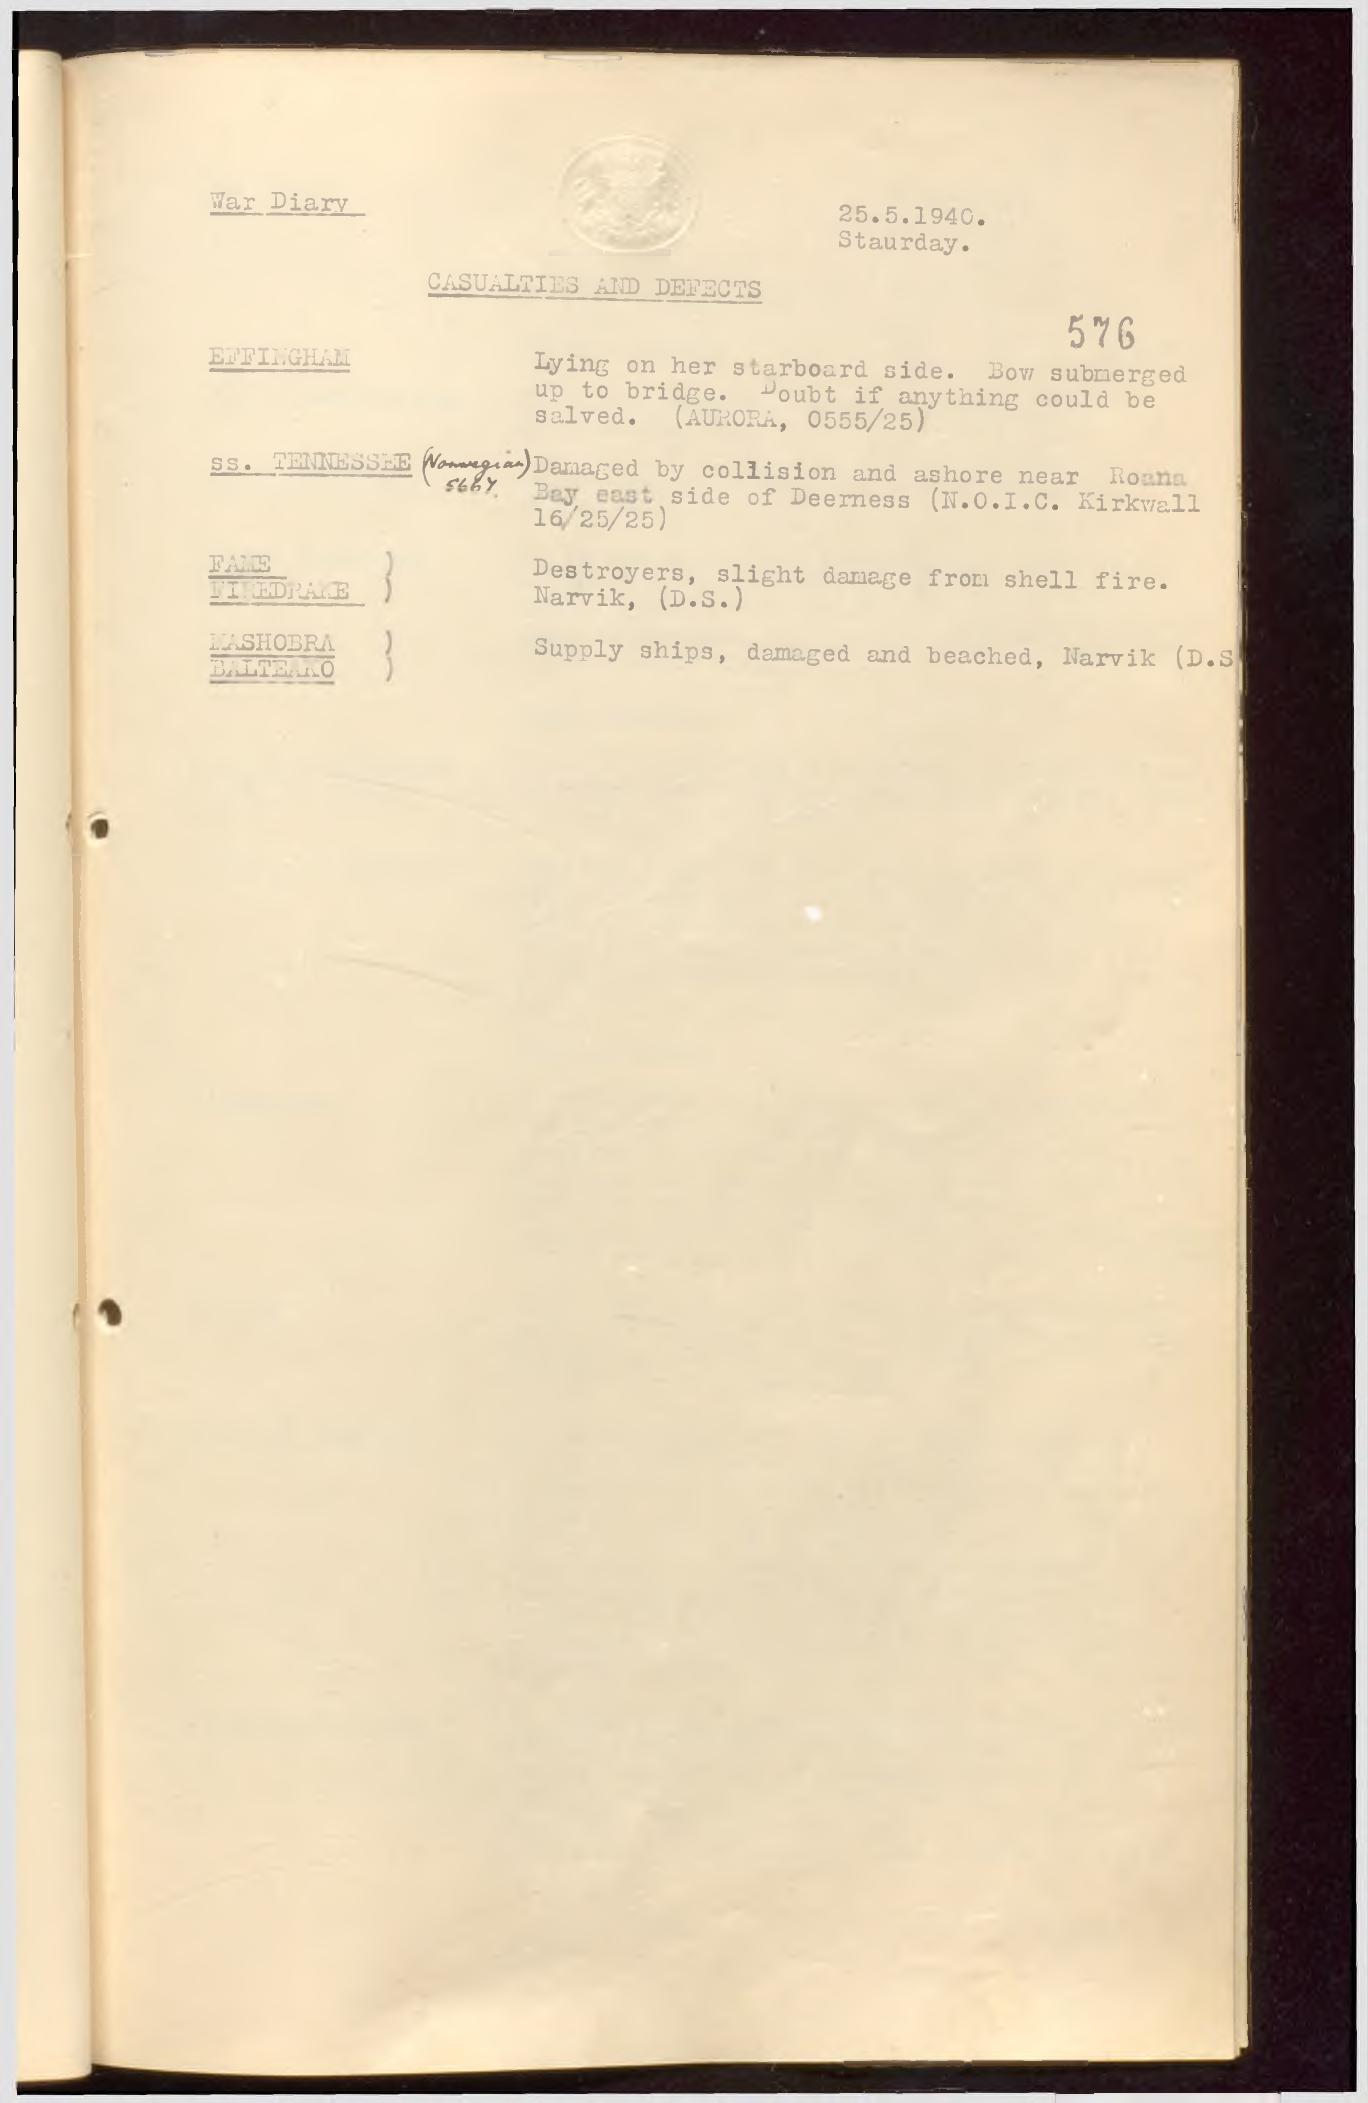 War Diary
25.5.1940.
Staurday.
CASUALTIES AND DEFECTS
576
EFFINGHAM Lying on her starboard side. Bow submerged
up to bridge. Doubt if anything could be
salved. (AURORA, 0555/25)
ss. TENNESSEE (Norwegian) Damaged by collision and ashore near Roana
5667. Bay east side of Deerness (N.O.I.C. Kirkwall
16/25/25)
FAME ) Destroyers, slight damage from shell fire.
FIREDRAKE ) Narvik, (D.S.)
MASHOBRA ) Supply ships, damaged and beached, Narvik (D.S
BALTEAKO )